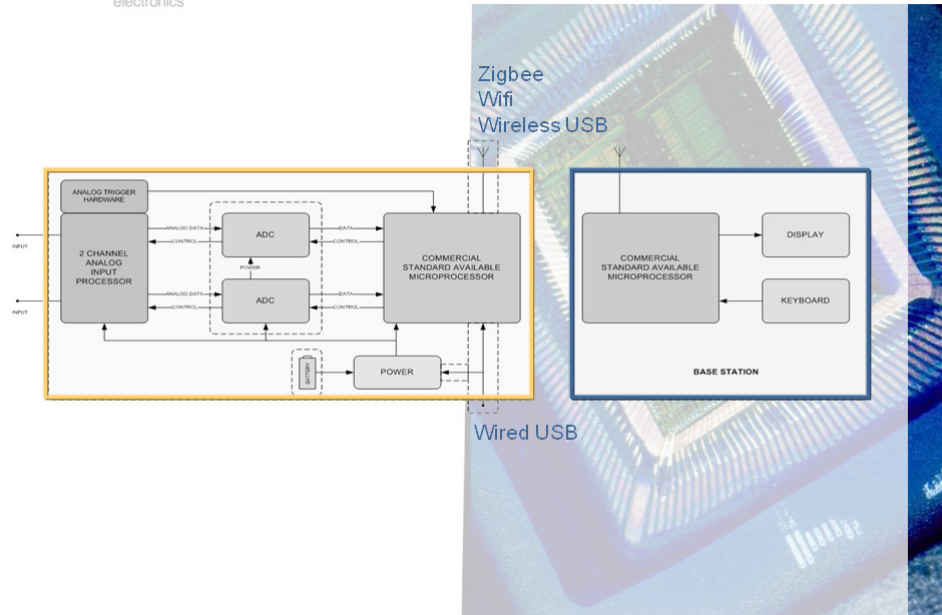 electronics
Zigbee
Wifi
Wireless USB
ANALOG TRIGGER
HARDWARE
INPUT
INPUT
2 CHANNEL
ANALOG
INPUT
PROCESSOR
ANALOG DATA
CONTROL
ADC
DATA
CONTROL
POWER
ANALOG DATA
CONTROL
ADC
DATA
CONTROL
COMMERCIAL
STANDARD AVAILABLE
MICROPROCESSOR
BATTERY
POWER
COMMERCIAL
STANDARD AVAILABLE
MICROPROCESSOR
DISPLAY
KEYBOARD
BASE STATION
Wired USB